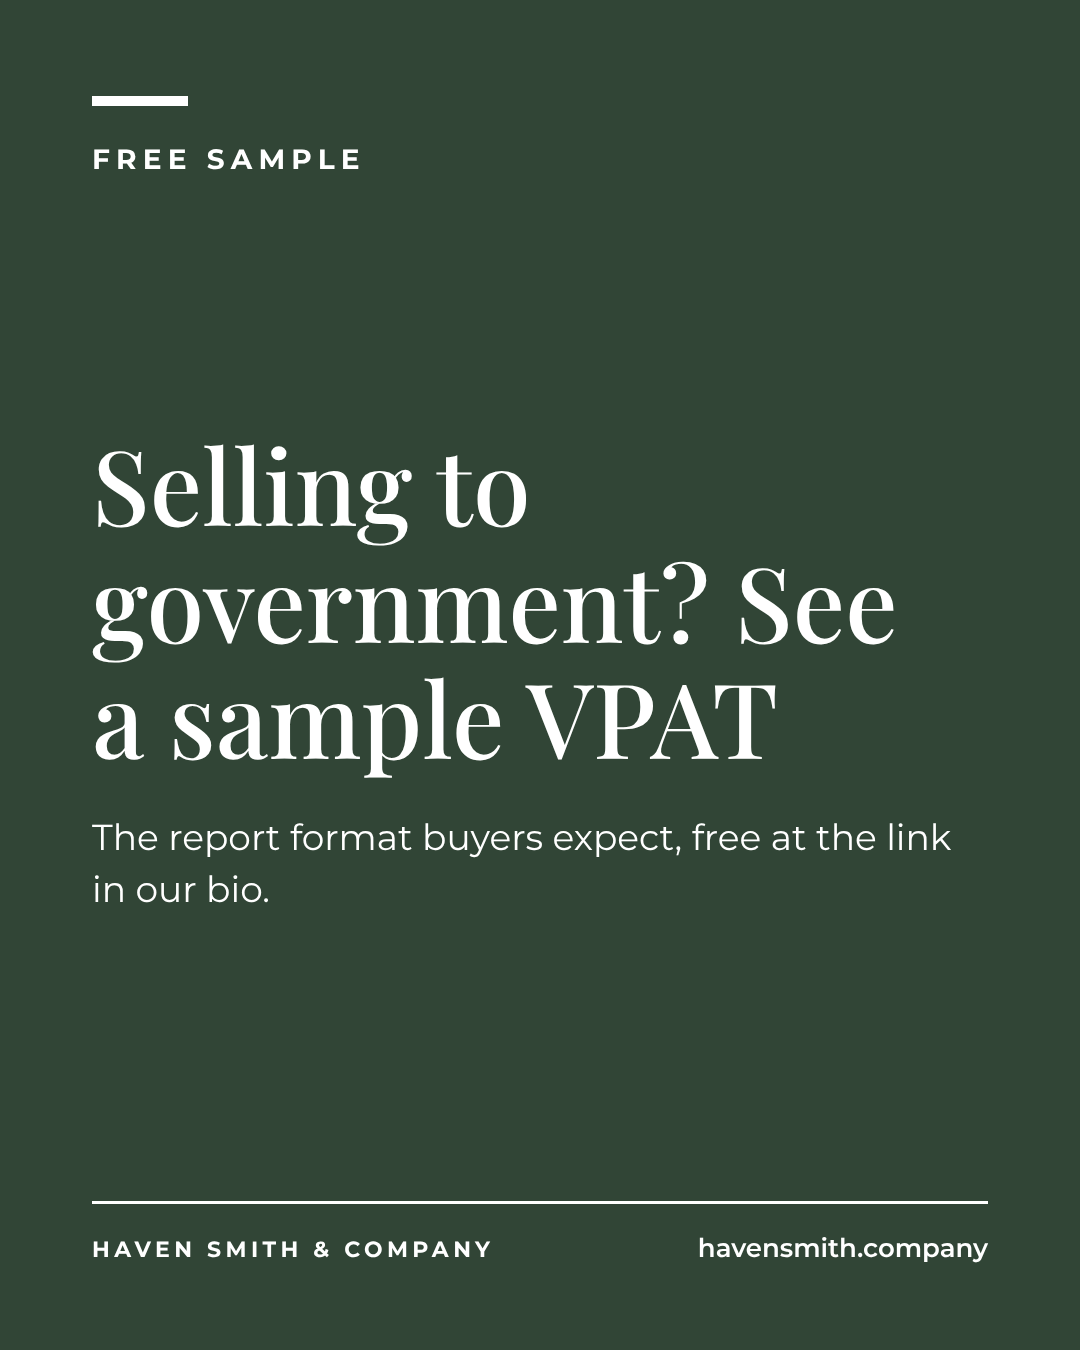 FREE SAMPLE
Selling to
government? See
a sample VPAT
The report format buyers expect, free at the link
in our bio.
HAVEN SMITH & COMPANY
havensmith.company